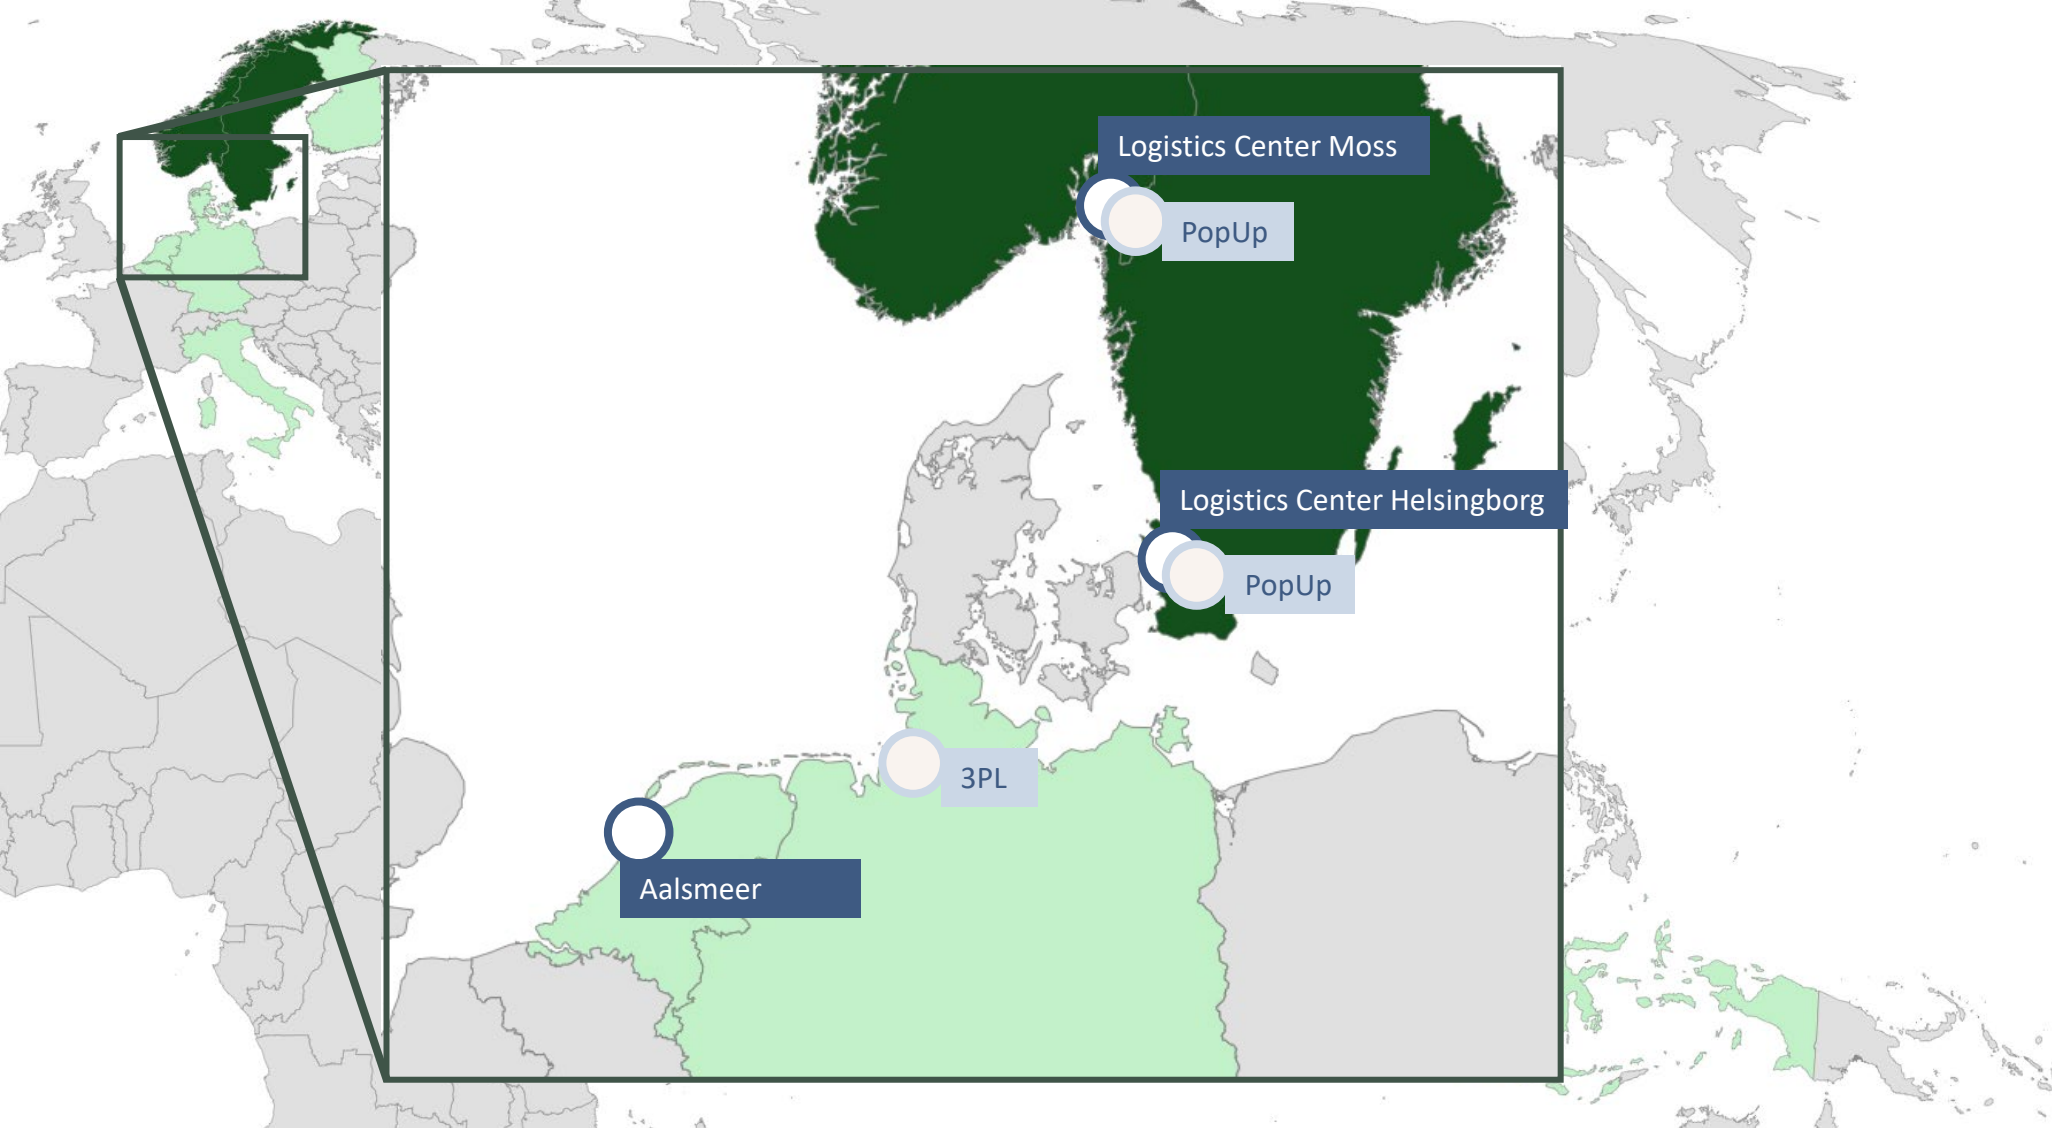 Logistics Center Moss
PopUp
Logistics Center Helsingborg
PopUp
3PL
Aalsmeer